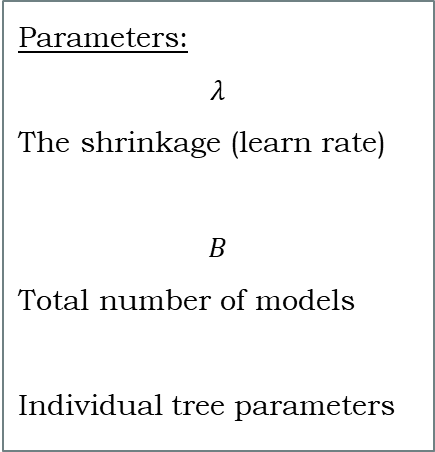 Parameters:
λ
The shrinkage (learn rate)
B
Total number of models
Individual tree parameters